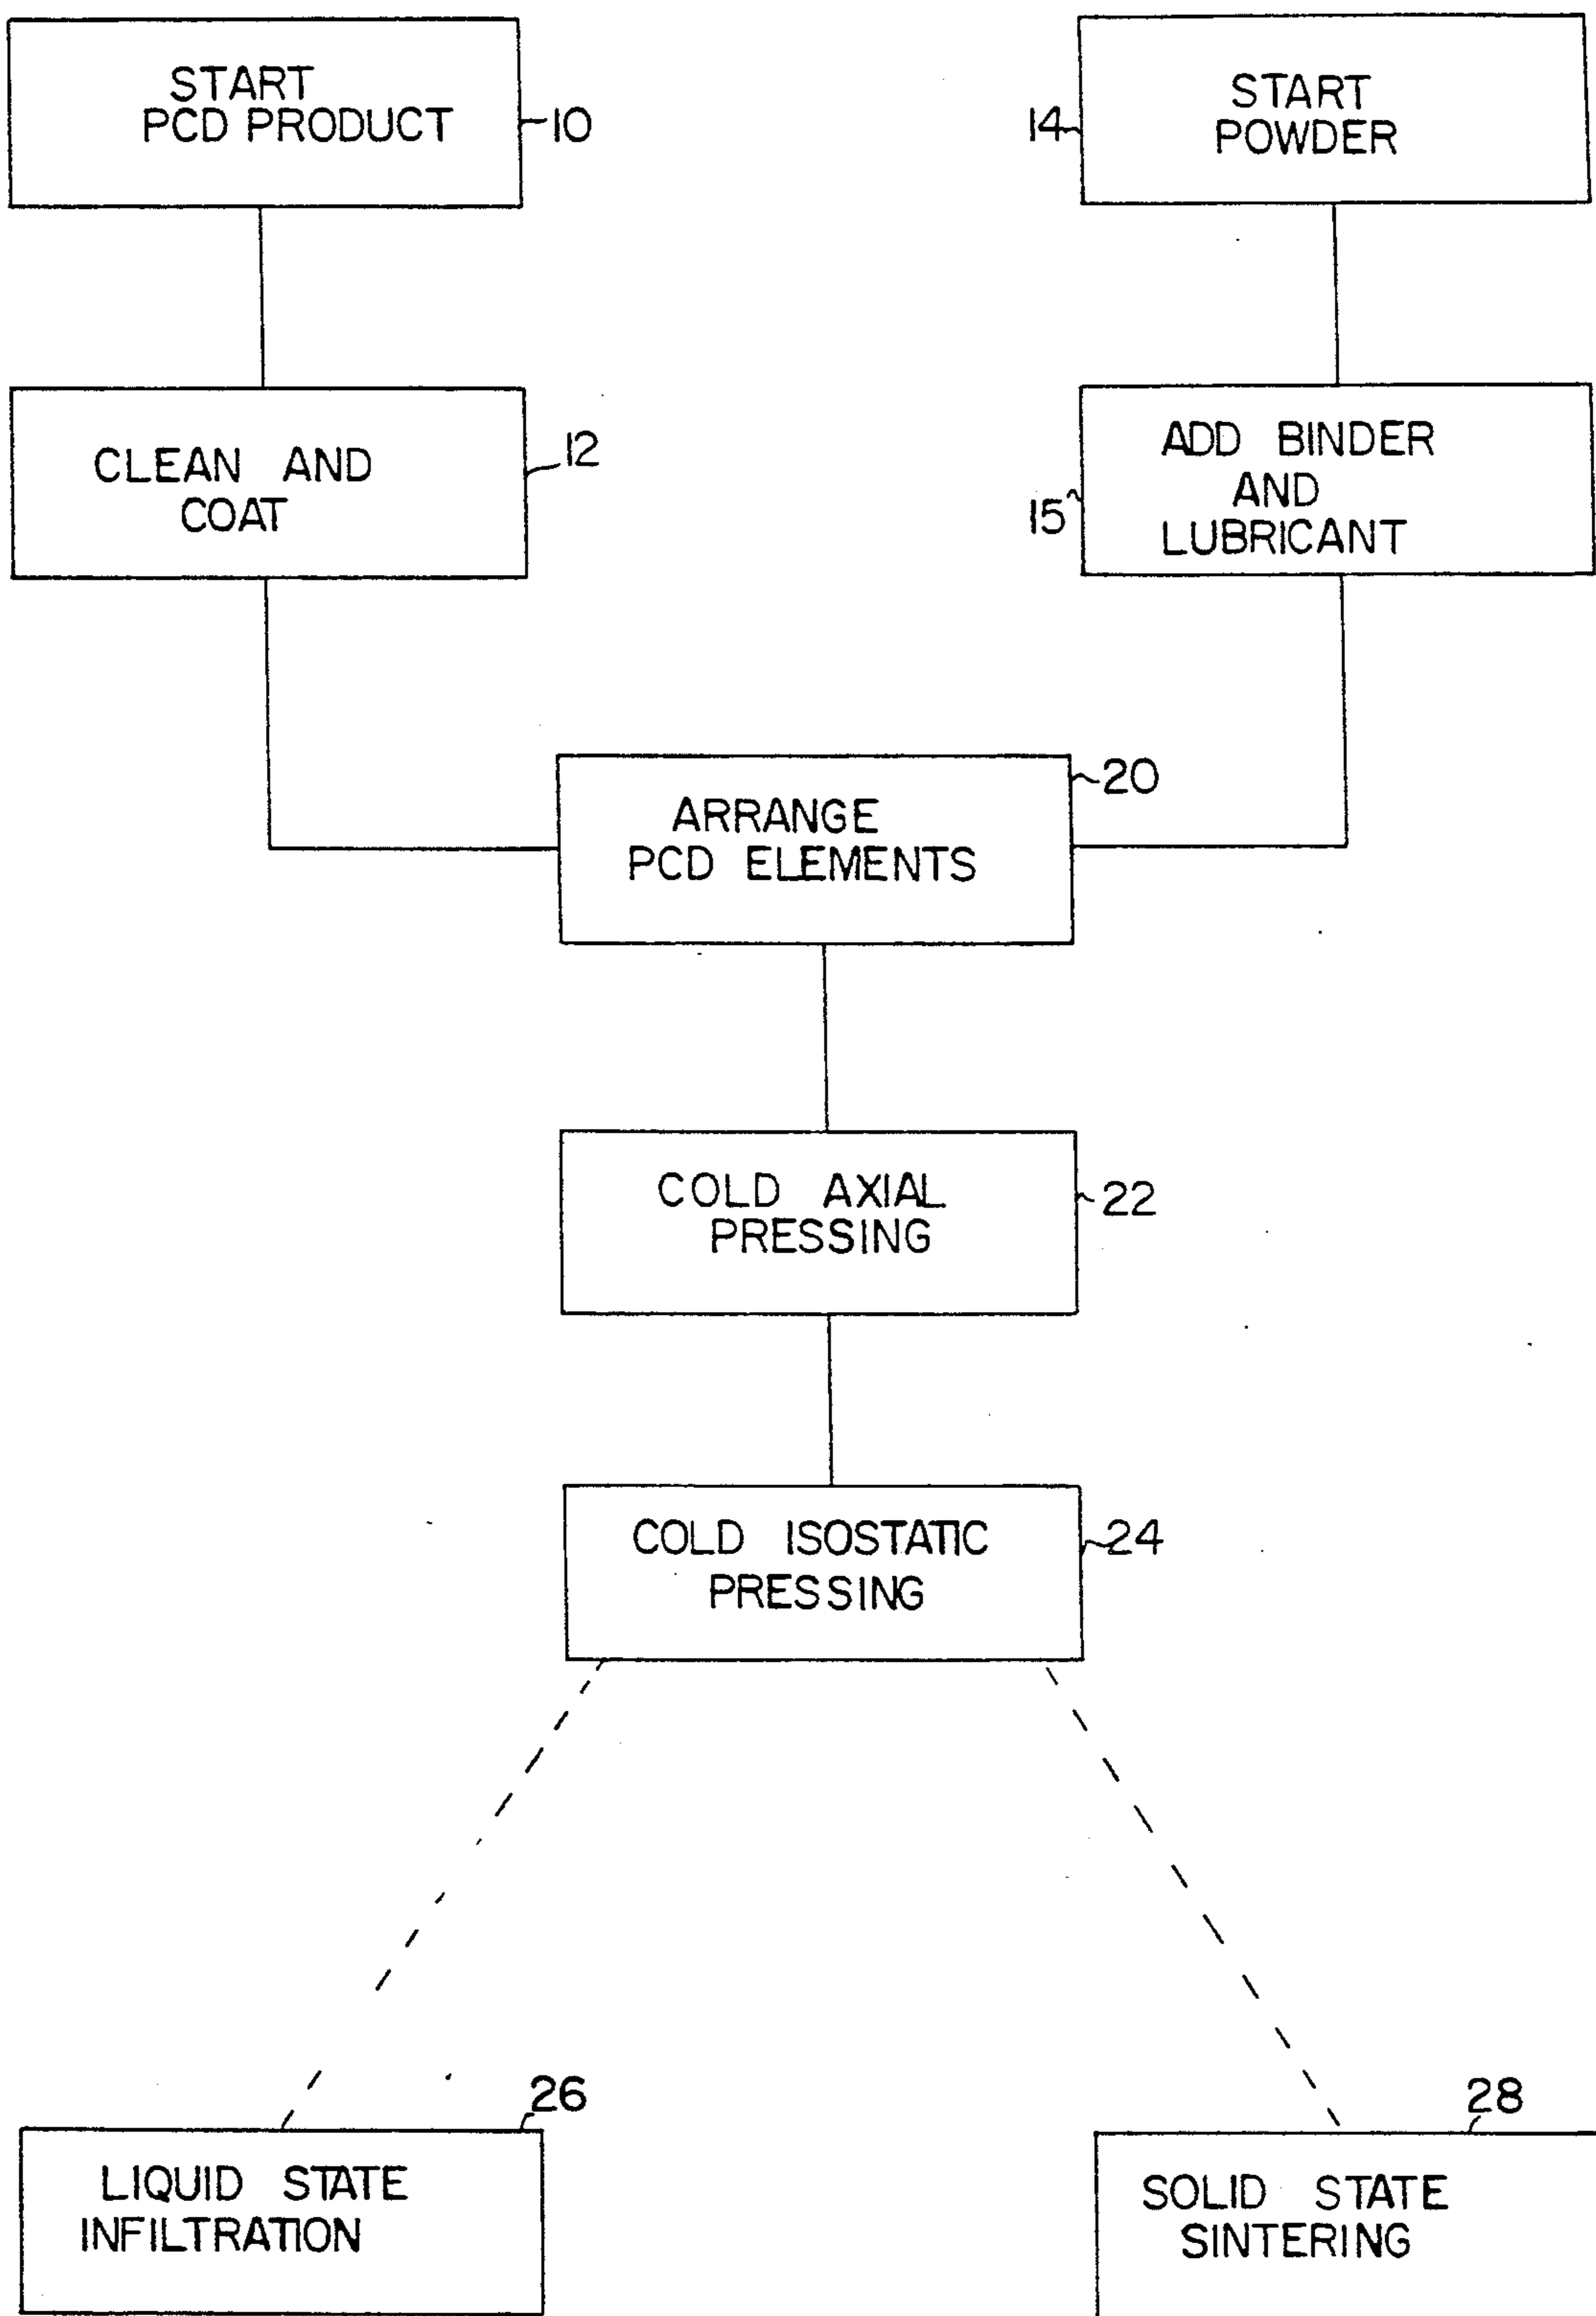 START
PCD PRODUCT
10
14
START
POWDER
CLEAN AND
COAT
12
15
ADD BINDER
AND
LUBRICANT
ARRANGE
PCD ELEMENTS
20
COLD AXIAL
PRESSING
22
COLD ISOSTATIC
PRESSING
24
26
LIQUID STATE
INFILTRATION
28
SOLID STATE
SINTERING